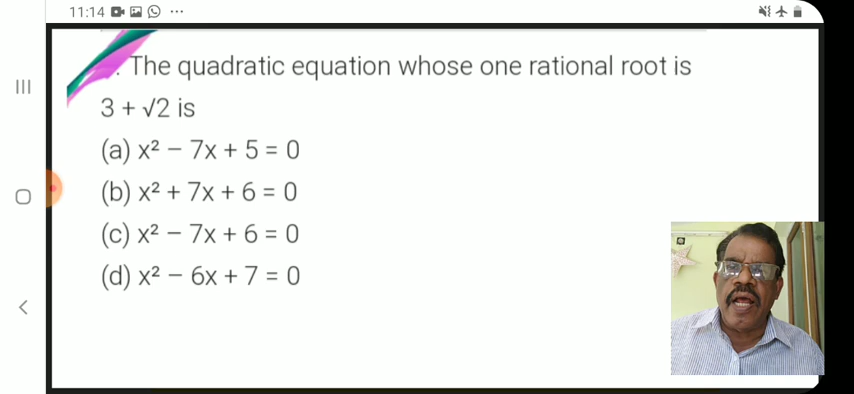 11:14
. The quadratic equation whose one rational root is
3 + √2 is
(a) x² − 7x + 5 = 0
(b) x² + 7x + 6 = 0
(c) x² − 7x + 6 = 0
(d) x² − 6x + 7 = 0